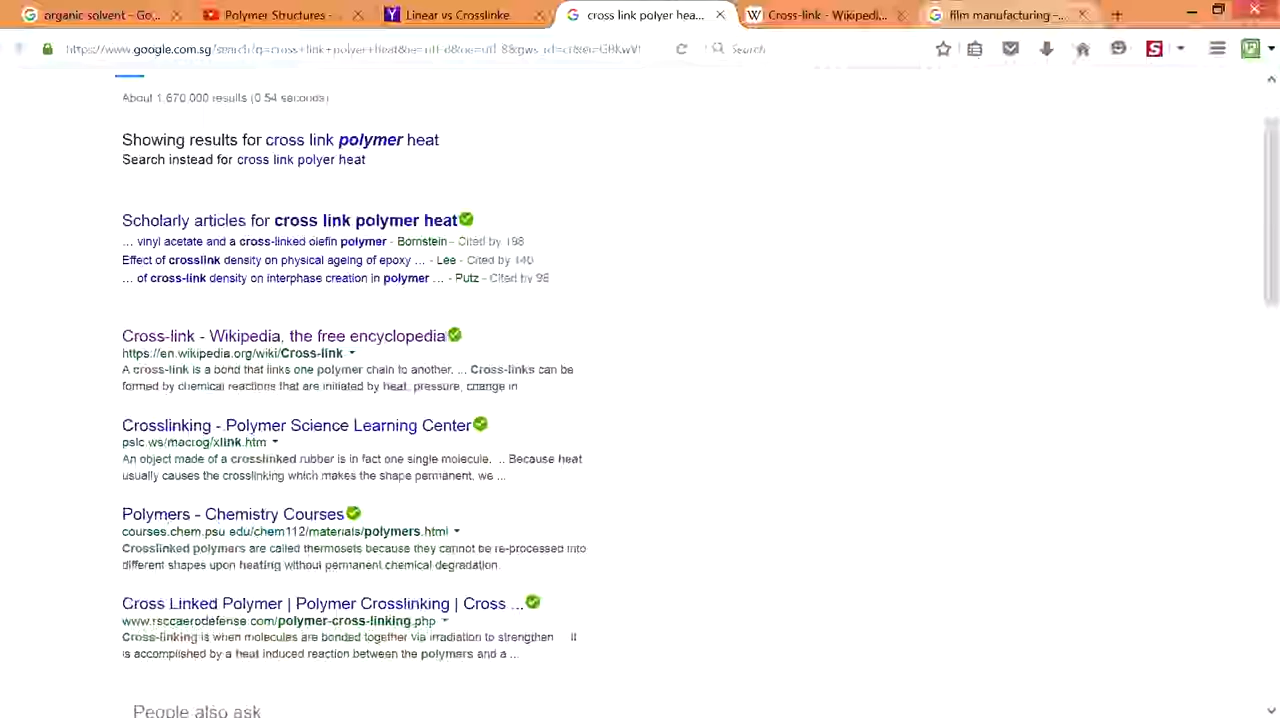 organic solvent - Go...
Polymer Structures -
Linear vs Crosslinke
cross link polyer hea...
Cross-link - Wikipedi,...
film manufacturing –...
Search
About 1,670,000 results (0.54 seconds)
Showing results for cross link polymer heat
Search instead for cross link polyer heat
Scholarly articles for cross link polymer heat
... vinyl acetate and a cross-linked olefin polymer - Bornstein - Cited by 198
Effect of crosslink density on physical ageing of epoxy ... - Lee - Cited by 140
... of cross-link density on interphase creation in polymer ... - Putz - Cited by 98
Cross-link - Wikipedia, the free encyclopedia
https://en.wikipedia.org/wiki/Cross-link
A cross-link is a bond that links one polymer chain to another. ... Cross-links can be
formed by chemical reactions that are initiated by heat, pressure, change in
Crosslinking - Polymer Science Learning Center
pslc.ws/macrog/xlink.htm
An object made of a crosslinked rubber is in fact one single molecule. ... Because heat
usually causes the crosslinking which makes the shape permanent, we ...
Polymers - Chemistry Courses
courses.chem.psu.edu/chem112/materials/polymers.html
Crosslinked polymers are called thermosets because they cannot be re-processed into
different shapes upon heating without permanent chemical degradation.
Cross Linked Polymer | Polymer Crosslinking | Cross ...
www.rsccaerodefense.com/polymer-cross-linking.php
Cross-linking is when molecules are bonded together via irradiation to strengthen It
is accomplished by a heat induced reaction between the polymers and a ...
People also ask